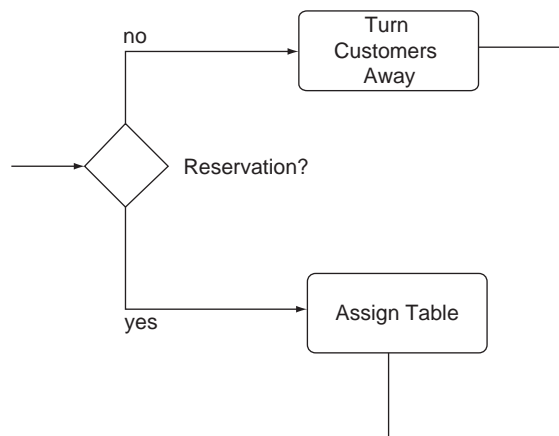 no
Turn
Customers
Away
Reservation?
yes
Assign Table